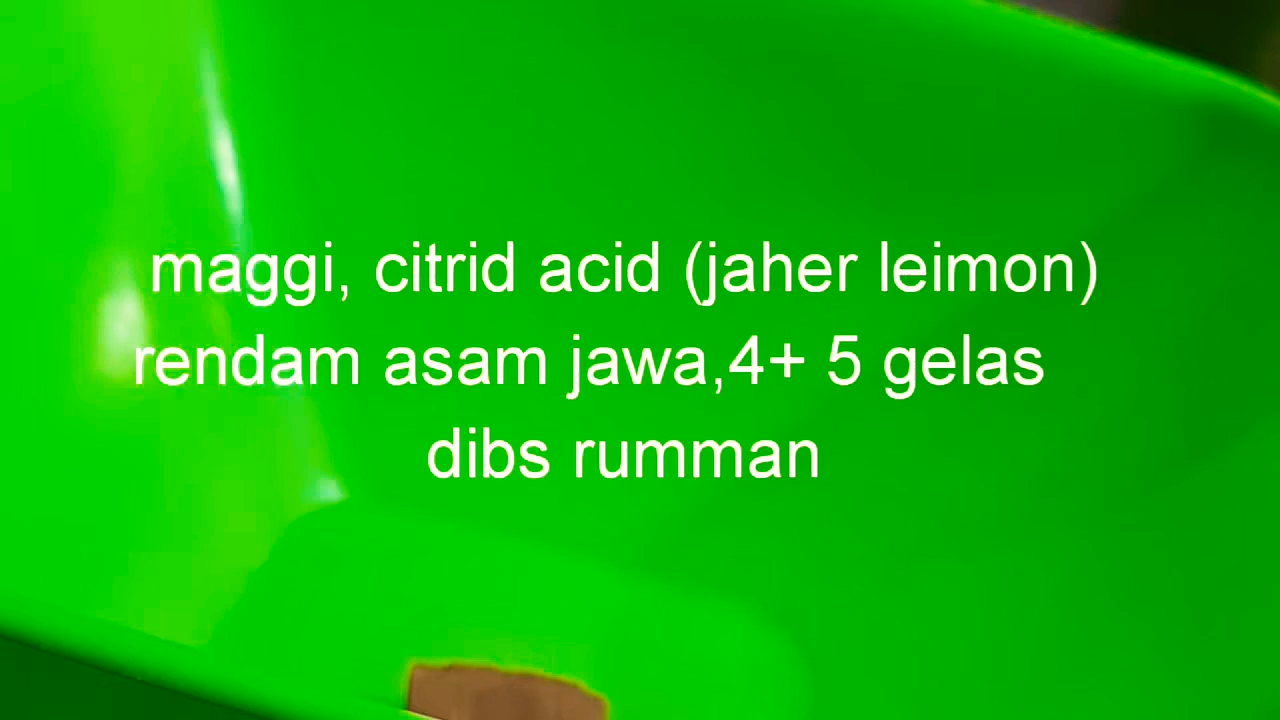 maggi, citrid acid (jaher leimon)
rendam asam jawa,4+ 5 gelas
dibs rumman